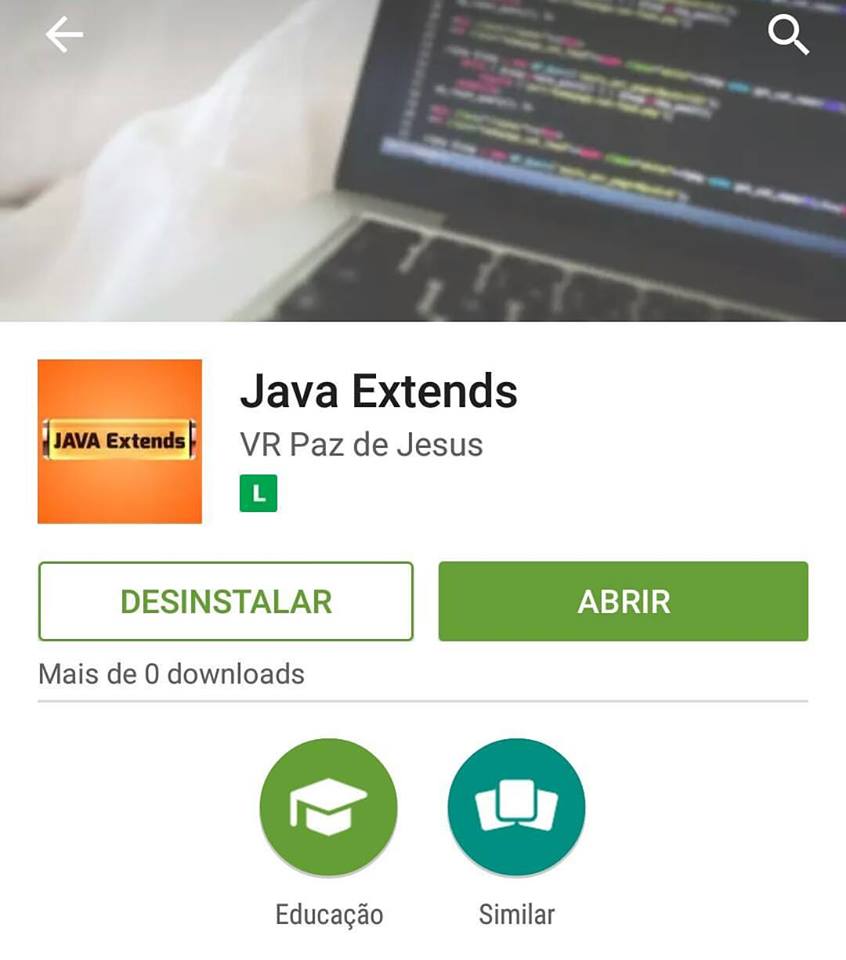 JAVA Extends
Java Extends
VR Paz de Jesus
L
DESINSTALAR
ABRIR
Mais de 0 downloads
Educação
Similar